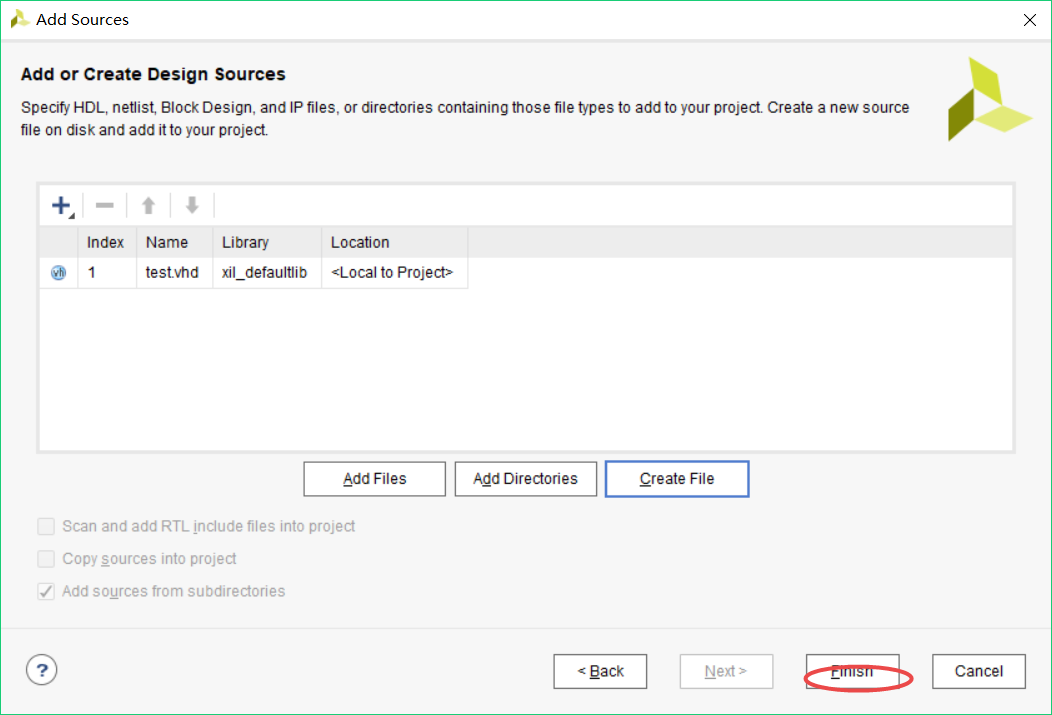 Add Sources
Add or Create Design Sources
Specify HDL, netlist, Block Design, and IP files, or directories containing those file types to add to your project. Create a new source
file on disk and add it to your project.
Index Name Library Location
vh 1 test.vhd xil_defaultlib <Local to Project>
Add Files Add Directories Create File
Scan and add RTL include files into project
Copy sources into project
Add sources from subdirectories
? < Back Next > Finish Cancel